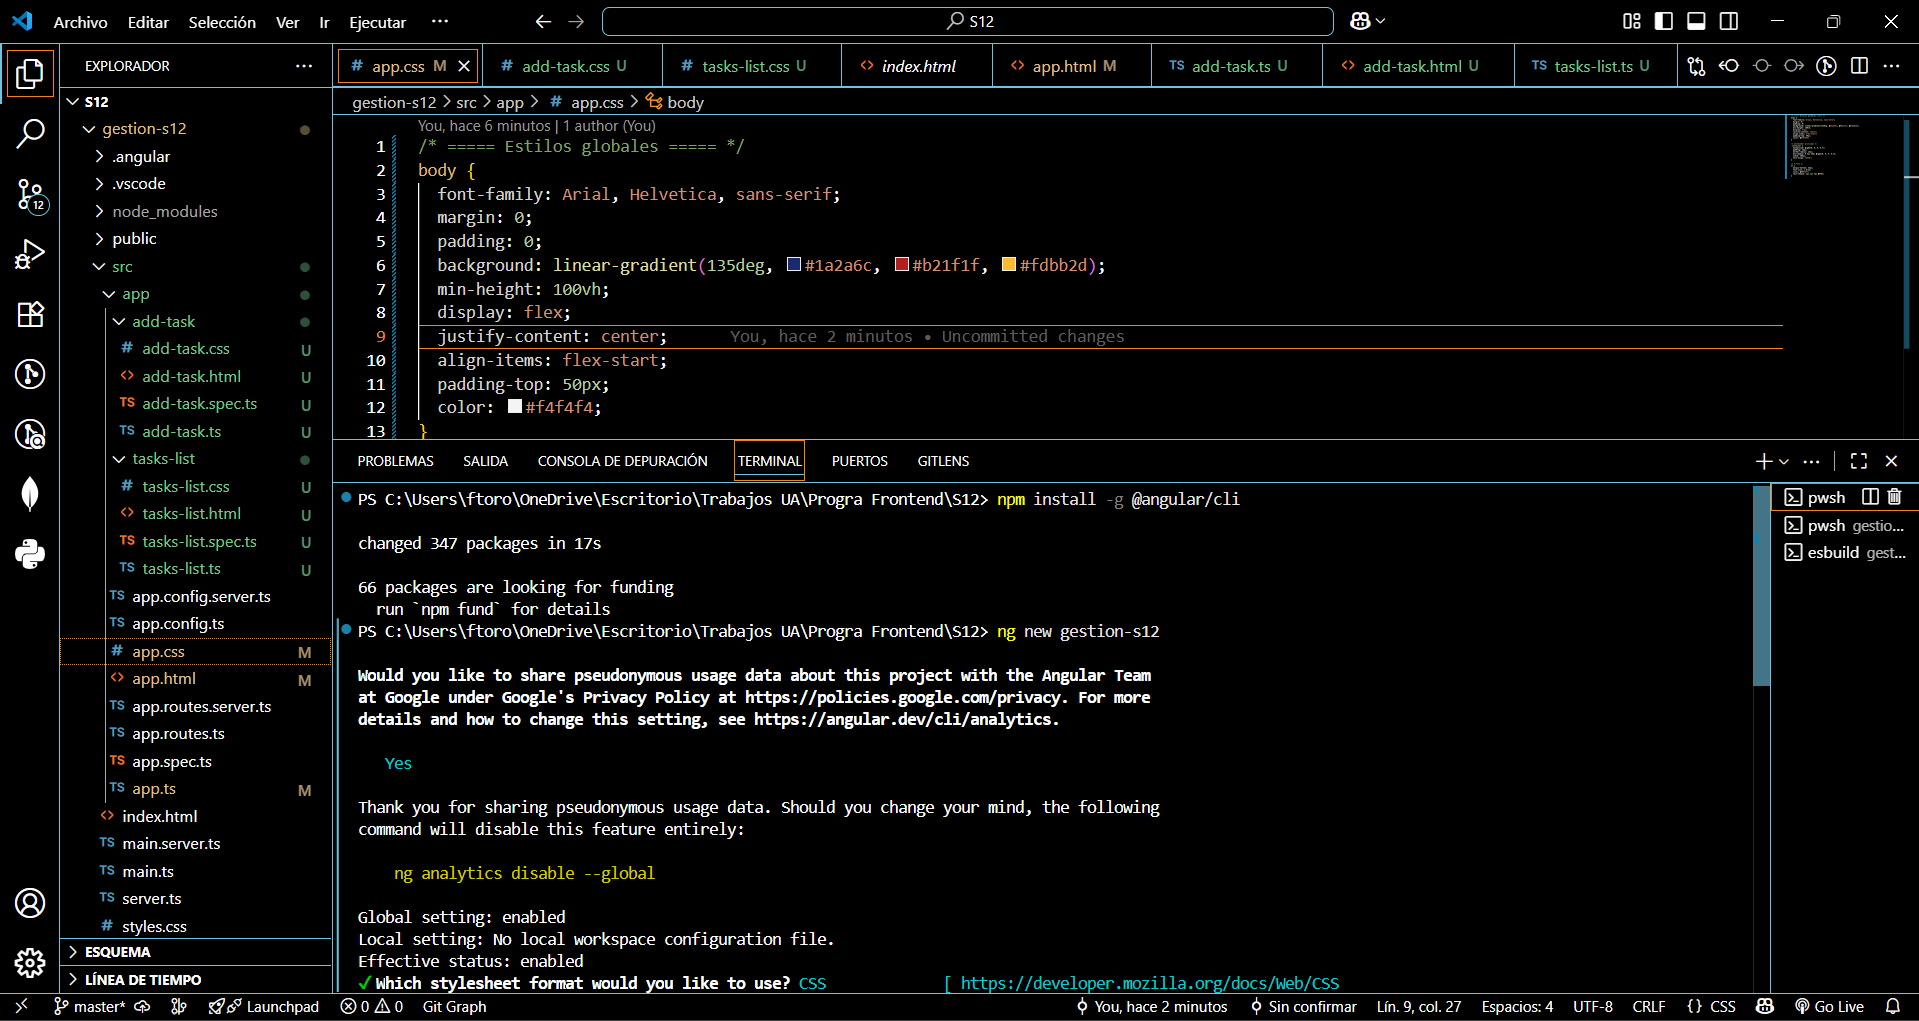 Archivo Editar Selección Ver Ir Ejecutar ··· S12
EXPLORADOR ···
S12
gestion-s12
.angular
.vscode
node_modules
public
src
app
add-task
# add-task.css U
<> add-task.html U
TS add-task.spec.ts U
TS add-task.ts U
tasks-list
# tasks-list.css U
<> tasks-list.html U
TS tasks-list.spec.ts U
TS tasks-list.ts U
TS app.config.server.ts
TS app.config.ts
# app.css M
<> app.html M
TS app.routes.server.ts
TS app.routes.ts
TS app.spec.ts
TS app.ts M
<> index.html
TS main.server.ts
TS main.ts
TS server.ts
# styles.css
ESQUEMA
LÍNEA DE TIEMPO
12
# app.css M # add-task.css U # tasks-list.css U <> index.html <> app.html M TS add-task.ts U <> add-task.html U TS tasks-list.ts U ···
gestion-s12 > src > app > # app.css > body
You, hace 6 minutos | 1 author (You)
1 /* ===== Estilos globales ===== */
2 body {
3 font-family: Arial, Helvetica, sans-serif;
4 margin: 0;
5 padding: 0;
6 background: linear-gradient(135deg, #1a2a6c, #b21f1f, #fdbb2d);
7 min-height: 100vh;
8 display: flex;
9 justify-content: center; You, hace 2 minutos • Uncommitted changes
10 align-items: flex-start;
11 padding-top: 50px;
12 color: #f4f4f4;
13 }
PROBLEMAS SALIDA CONSOLA DE DEPURACIÓN TERMINAL PUERTOS GITLENS
PS C:\Users\ftoro\OneDrive\Escritorio\Trabajos UA\Progra Frontend\S12> npm install -g @angular/cli
changed 347 packages in 17s
66 packages are looking for funding
run `npm fund` for details
PS C:\Users\ftoro\OneDrive\Escritorio\Trabajos UA\Progra Frontend\S12> ng new gestion-s12
Would you like to share pseudonymous usage data about this project with the Angular Team
at Google under Google's Privacy Policy at https://policies.google.com/privacy. For more
details and how to change this setting, see https://angular.dev/cli/analytics.
Yes
Thank you for sharing pseudonymous usage data. Should you change your mind, the following
command will disable this feature entirely:
ng analytics disable --global
Global setting: enabled
Local setting: No local workspace configuration file.
Effective status: enabled
✓Which stylesheet format would you like to use? CSS [ https://developer.mozilla.org/docs/Web/CSS
pwsh
pwsh gestio...
esbuild gest...
master* Launchpad 0 0 Git Graph You, hace 2 minutos Sin confirmar Lín. 9, col. 27 Espacios: 4 UTF-8 CRLF {} CSS Go Live